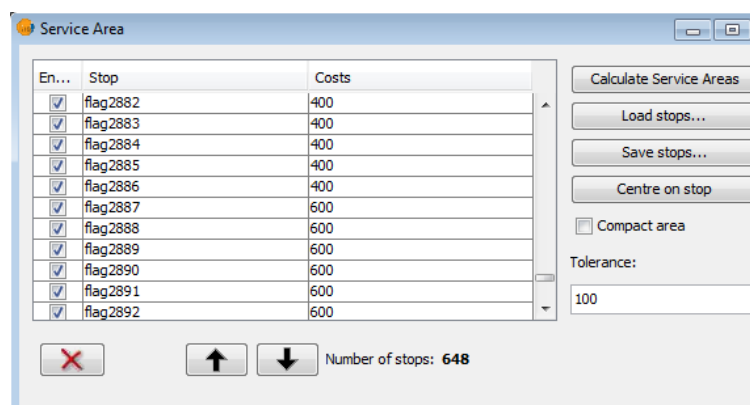 Service Area
En... Stop Costs
flag2882 400
flag2883 400
flag2884 400
flag2885 400
flag2886 400
flag2887 600
flag2888 600
flag2889 600
flag2890 600
flag2891 600
flag2892 600
Calculate Service Areas
Load stops...
Save stops...
Centre on stop
Compact area
Tolerance:
100
Number of stops: 648